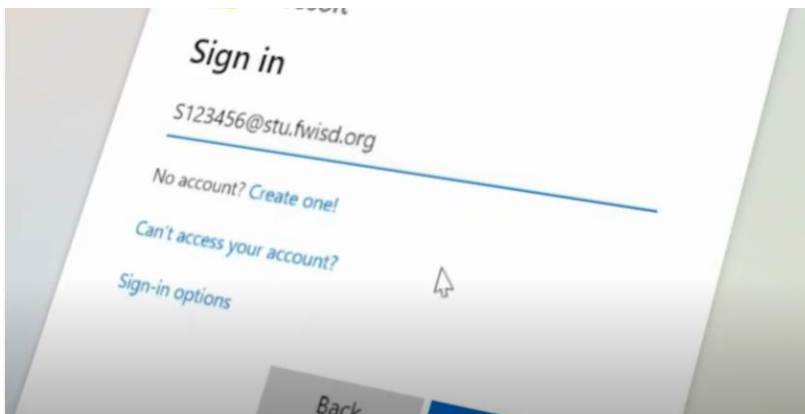 Sign in
S123456@stu.fwisd.org
No account? Create one!
Can't access your account?
Sign-in options
Back